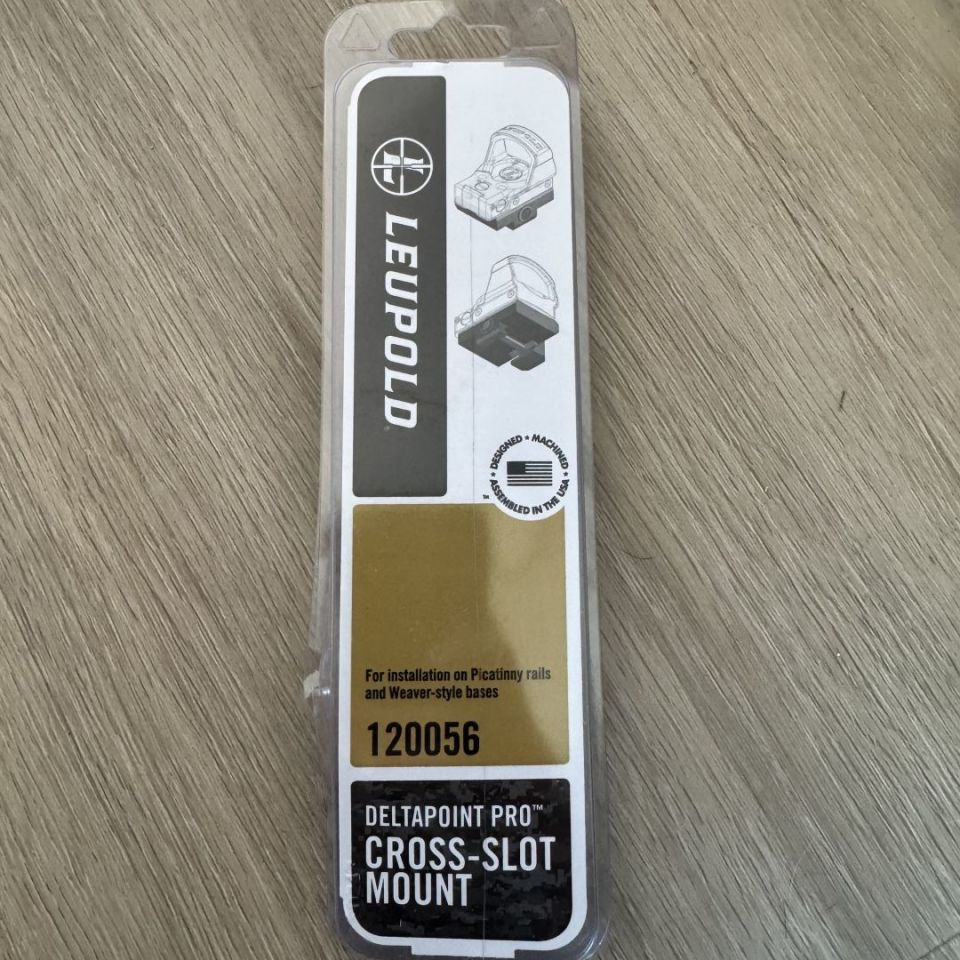 LEUPOLD
DESIGNED ★ MACHINED ★ ASSEMBLED IN THE USA ★
™
For installation on Picatinny rails
and Weaver-style bases
120056
DELTAPOINT PRO™
CROSS-SLOT
MOUNT